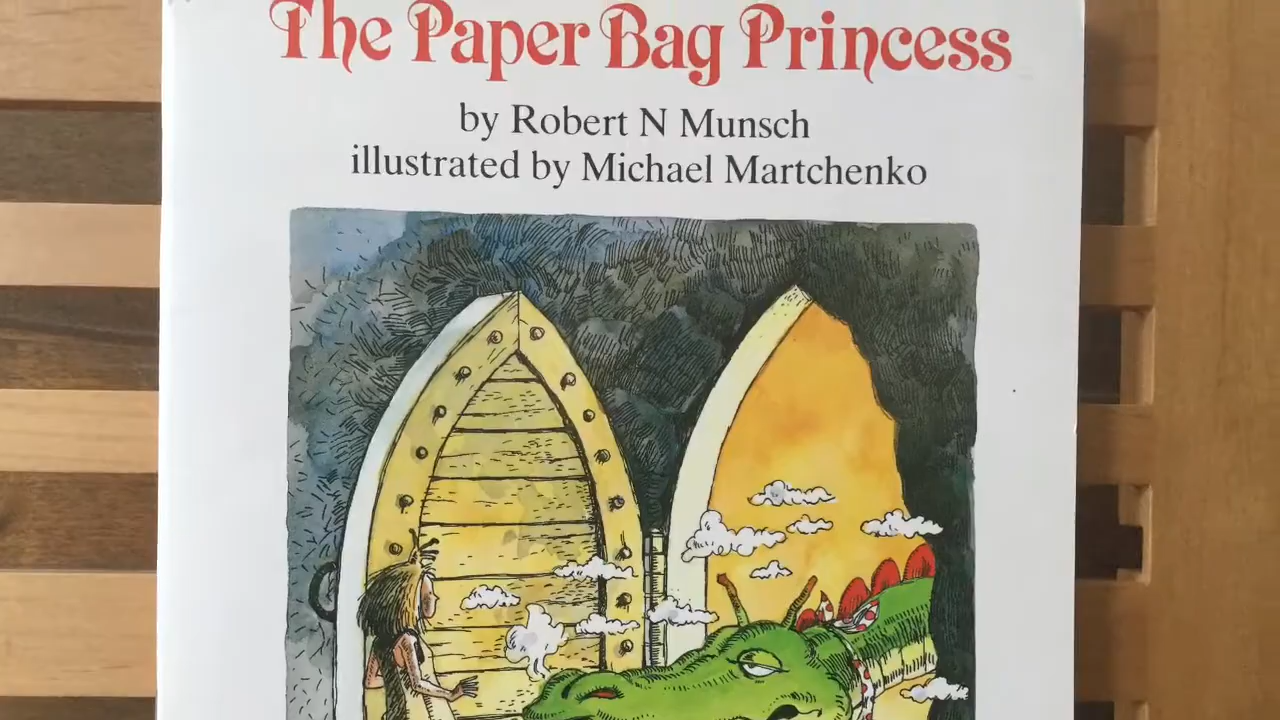 The Paper Bag Princess
by Robert N Munsch
illustrated by Michael Martchenko